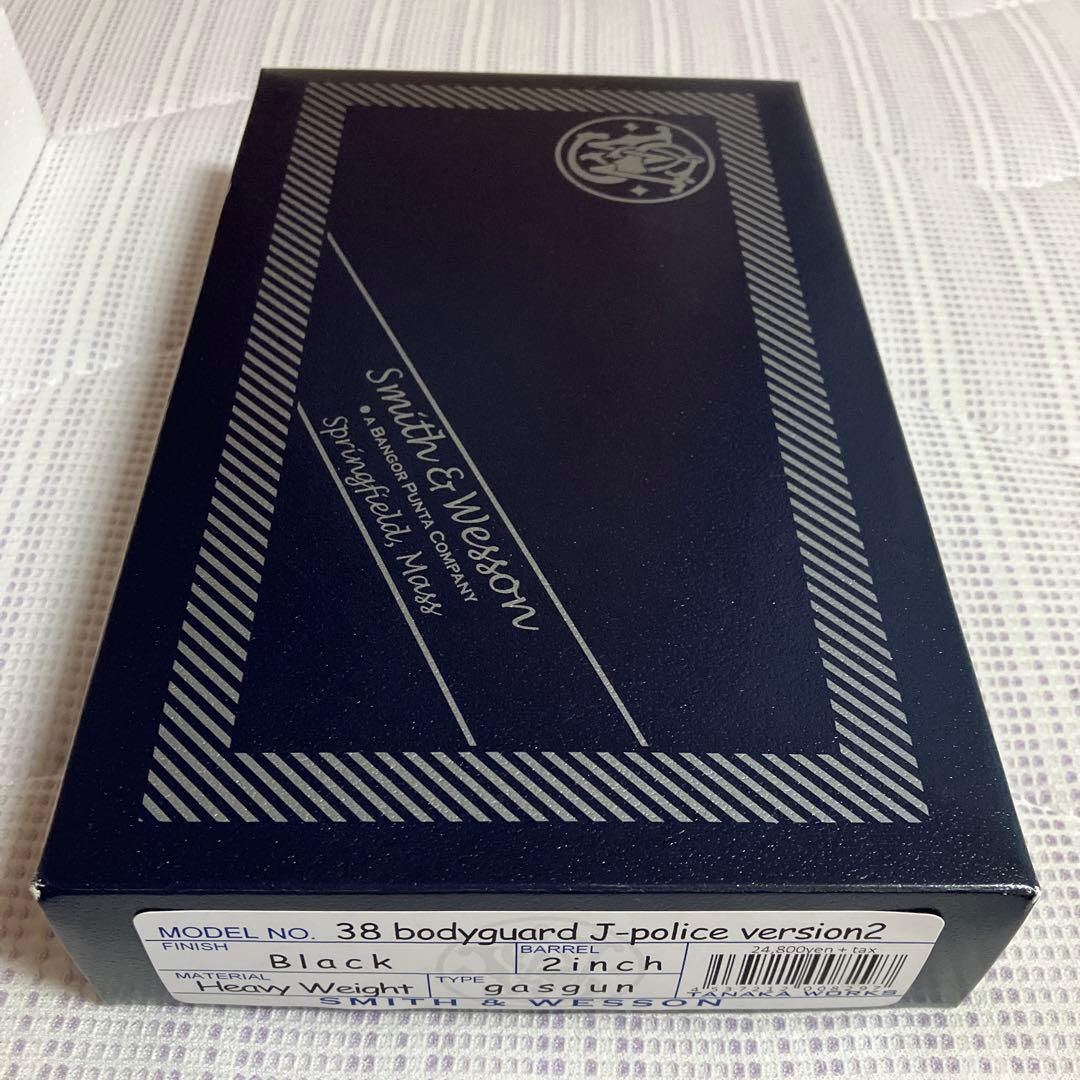 Smith & Wesson
• A BANGOR PUNTA COMPANY
Springfield, Mass
MODEL NO. 38 bodyguard J-police version2
FINISH
Black
BARREL
2inch
24,800yen + tax
MATERIAL
Heavy Weight
TYPE
gasgun
TANAKA WORKS
SMITH & WESSON